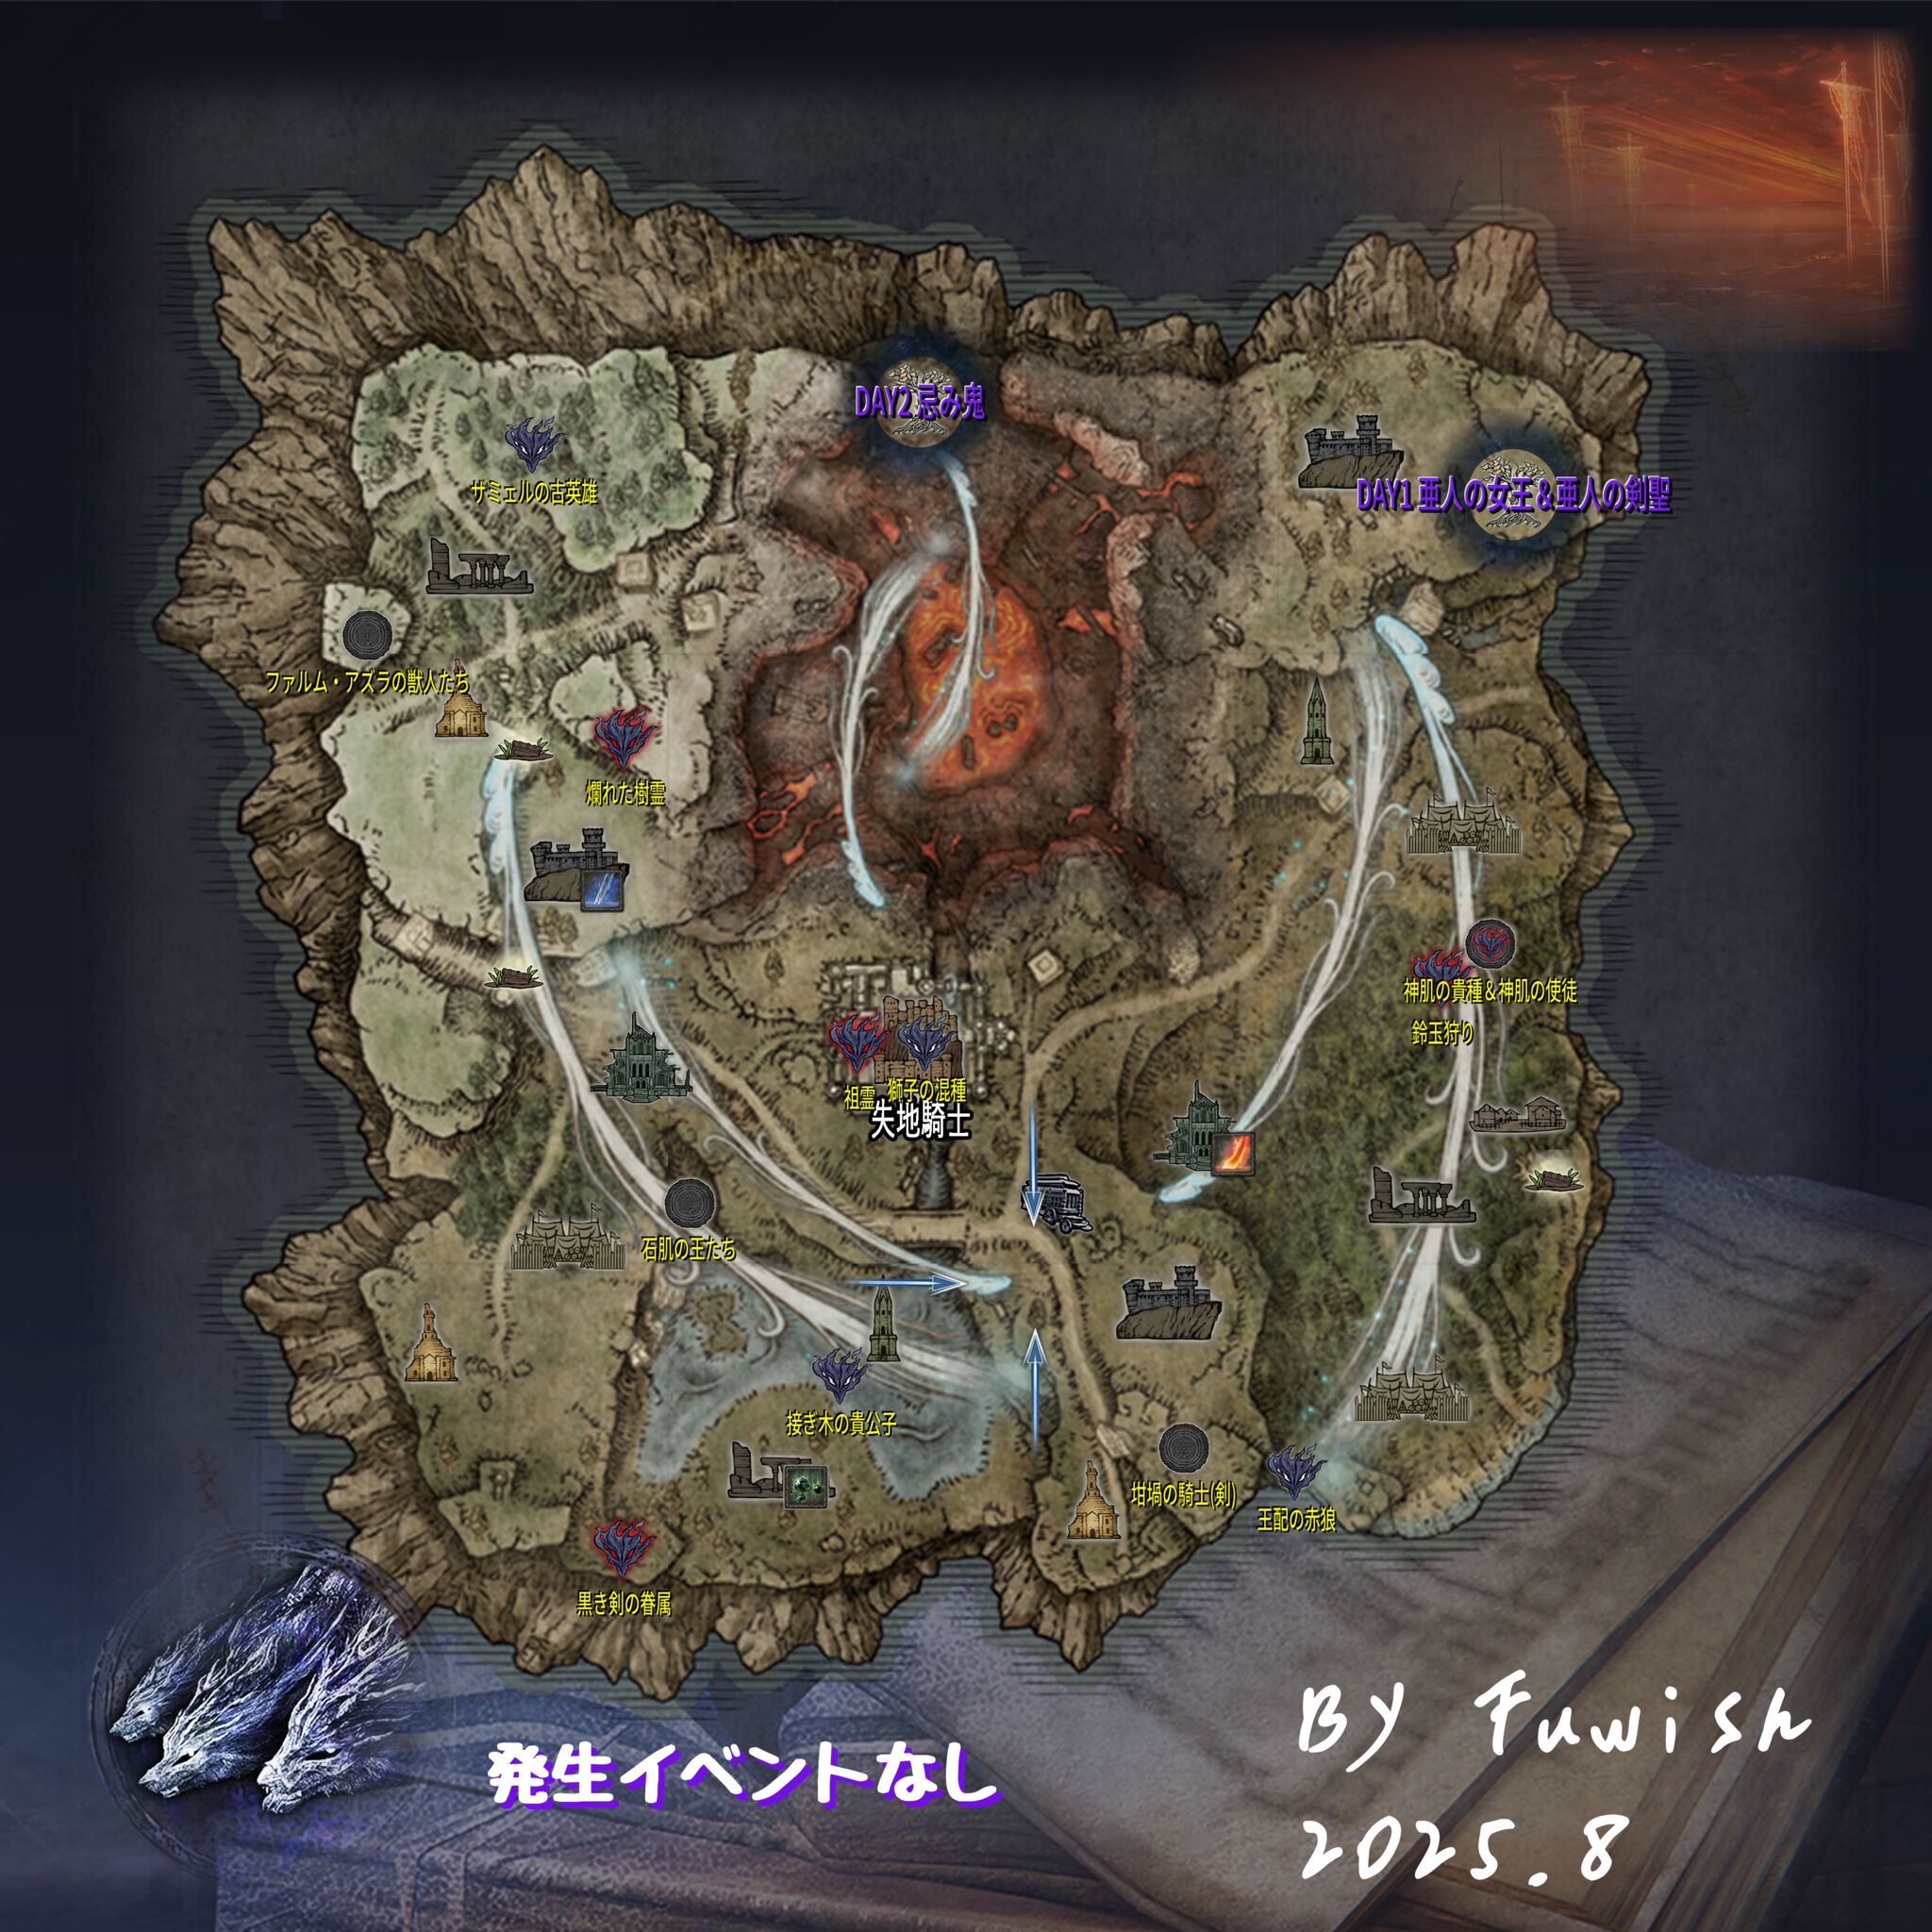 DAY2 忌み鬼
ザミェルの古英雄
DAY1 亜人の女王&亜人の剣聖
ファルム・アズラの獣人たち
爛れた樹霊
神肌の貴種&神肌の使徒
鈴玉狩り
祖霊
獅子の混種
失地騎士
石肌の王たち
接ぎ木の貴公子
坩堝の騎士(剣)
王配の赤狼
黒き剣の眷属
発生イベントなし
BY Fuwish
2025.8